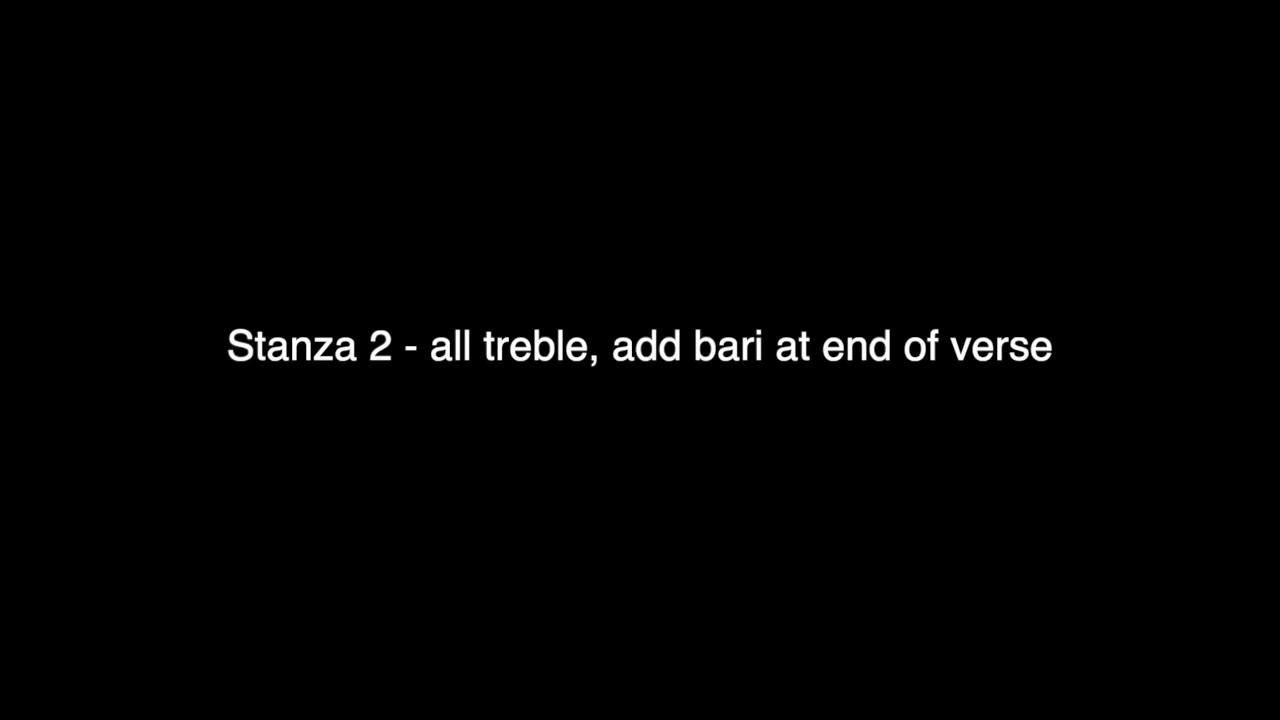 Stanza 2 - all treble, add bari at end of verse